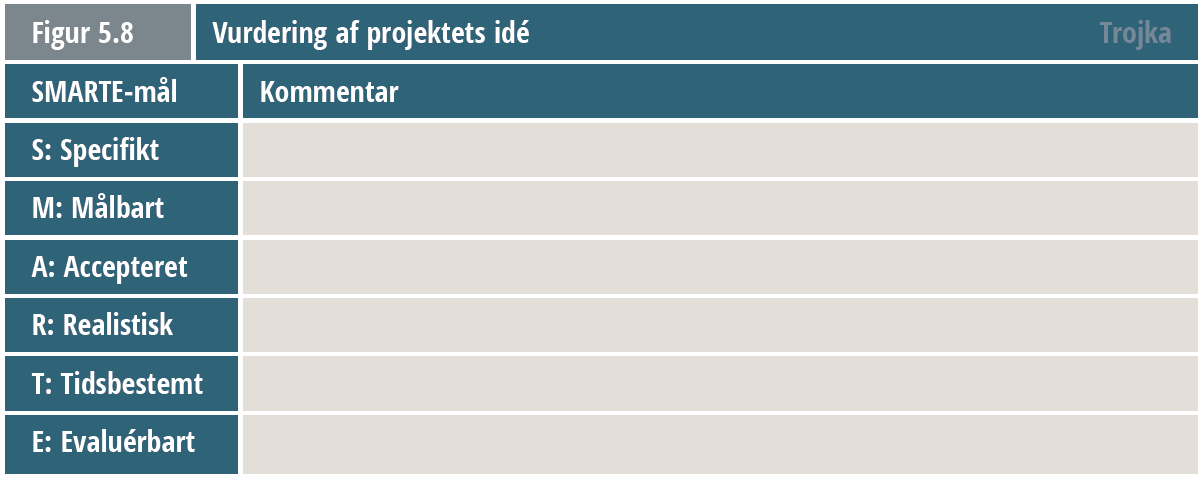 Figur 5.8 Vurdering af projektets idé Trojka
SMARTE-mål Kommentar
S: Specifikt
M: Målbart
A: Accepteret
R: Realistisk
T: Tidsbestemt
E: Evaluérbart